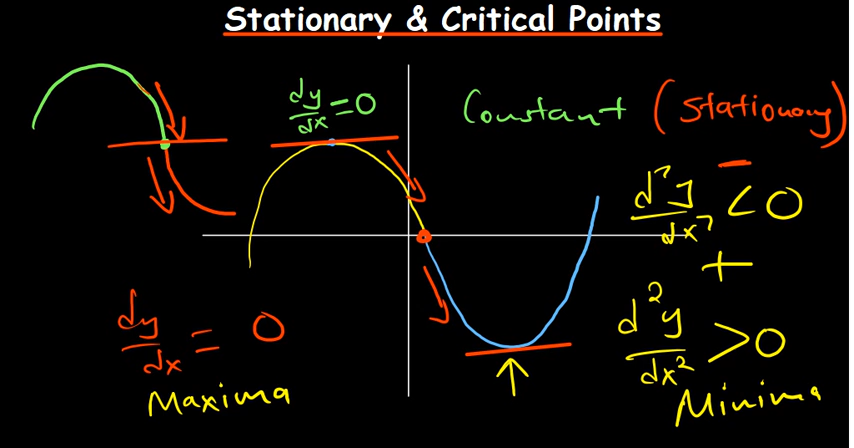 Stationary & Critical Points
dy/dx = 0
Constant (Stationary)
−
d²y/dx² < 0
+
dy/dx = 0
d²y/dx² > 0
Maxima
Minima